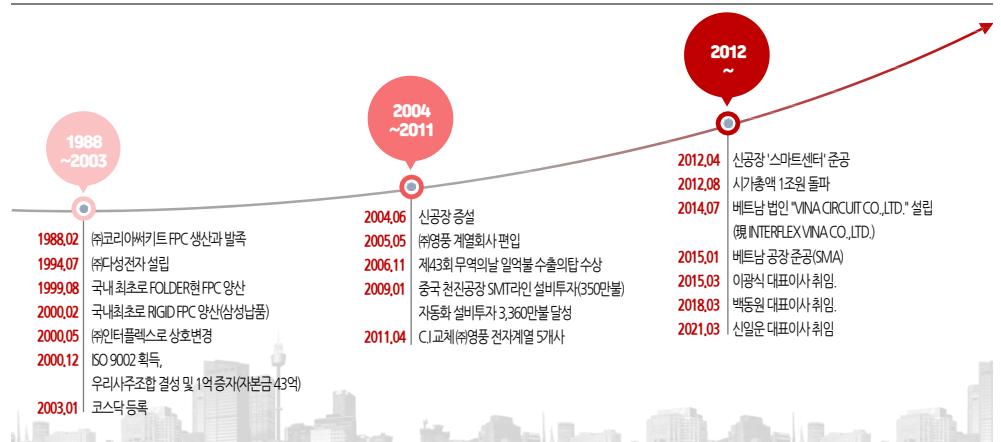 1988
~2003
1988.02 ㈜코리아써키트 FPC 생산과 발족
1994.07 ㈜다성전자 설립
1999.08 국내 최초로 FOLDER현 FPC 양산
2000.02 국내최초로 RIGID FPC 양산(삼성납품)
2000.05 ㈜인터플렉스로 상호변경
2000.12 ISO 9002 획득,
우리사주조합 결성 및 1억 증자(자본금 43억)
2003.01 코스닥 등록
2004
~2011
2004.06 신공장 증설
2005.05 ㈜영풍 계열회사 편입
2006.11 제43회 무역의날 일억불 수출의탑 수상
2009.01 중국 천진공장 SMT라인 설비투자(350만불)
자동화 설비투자 3,360만불 달성
2011.04 C.I 교체 ㈜영풍 전자계열 5개사
2012
~
2012.04 신공장 '스마트센터' 준공
2012.08 시가총액 1조원 돌파
2014.07 베트남 법인 "VINA CIRCUIT CO.,LTD." 설립
(現 INTERFLEX VINA CO.,LTD.)
2015.01 베트남 공장 준공(SMA)
2015.03 이광식 대표이사 취임.
2018.03 백동원 대표이사 취임.
2021.03 신일운 대표이사 취임